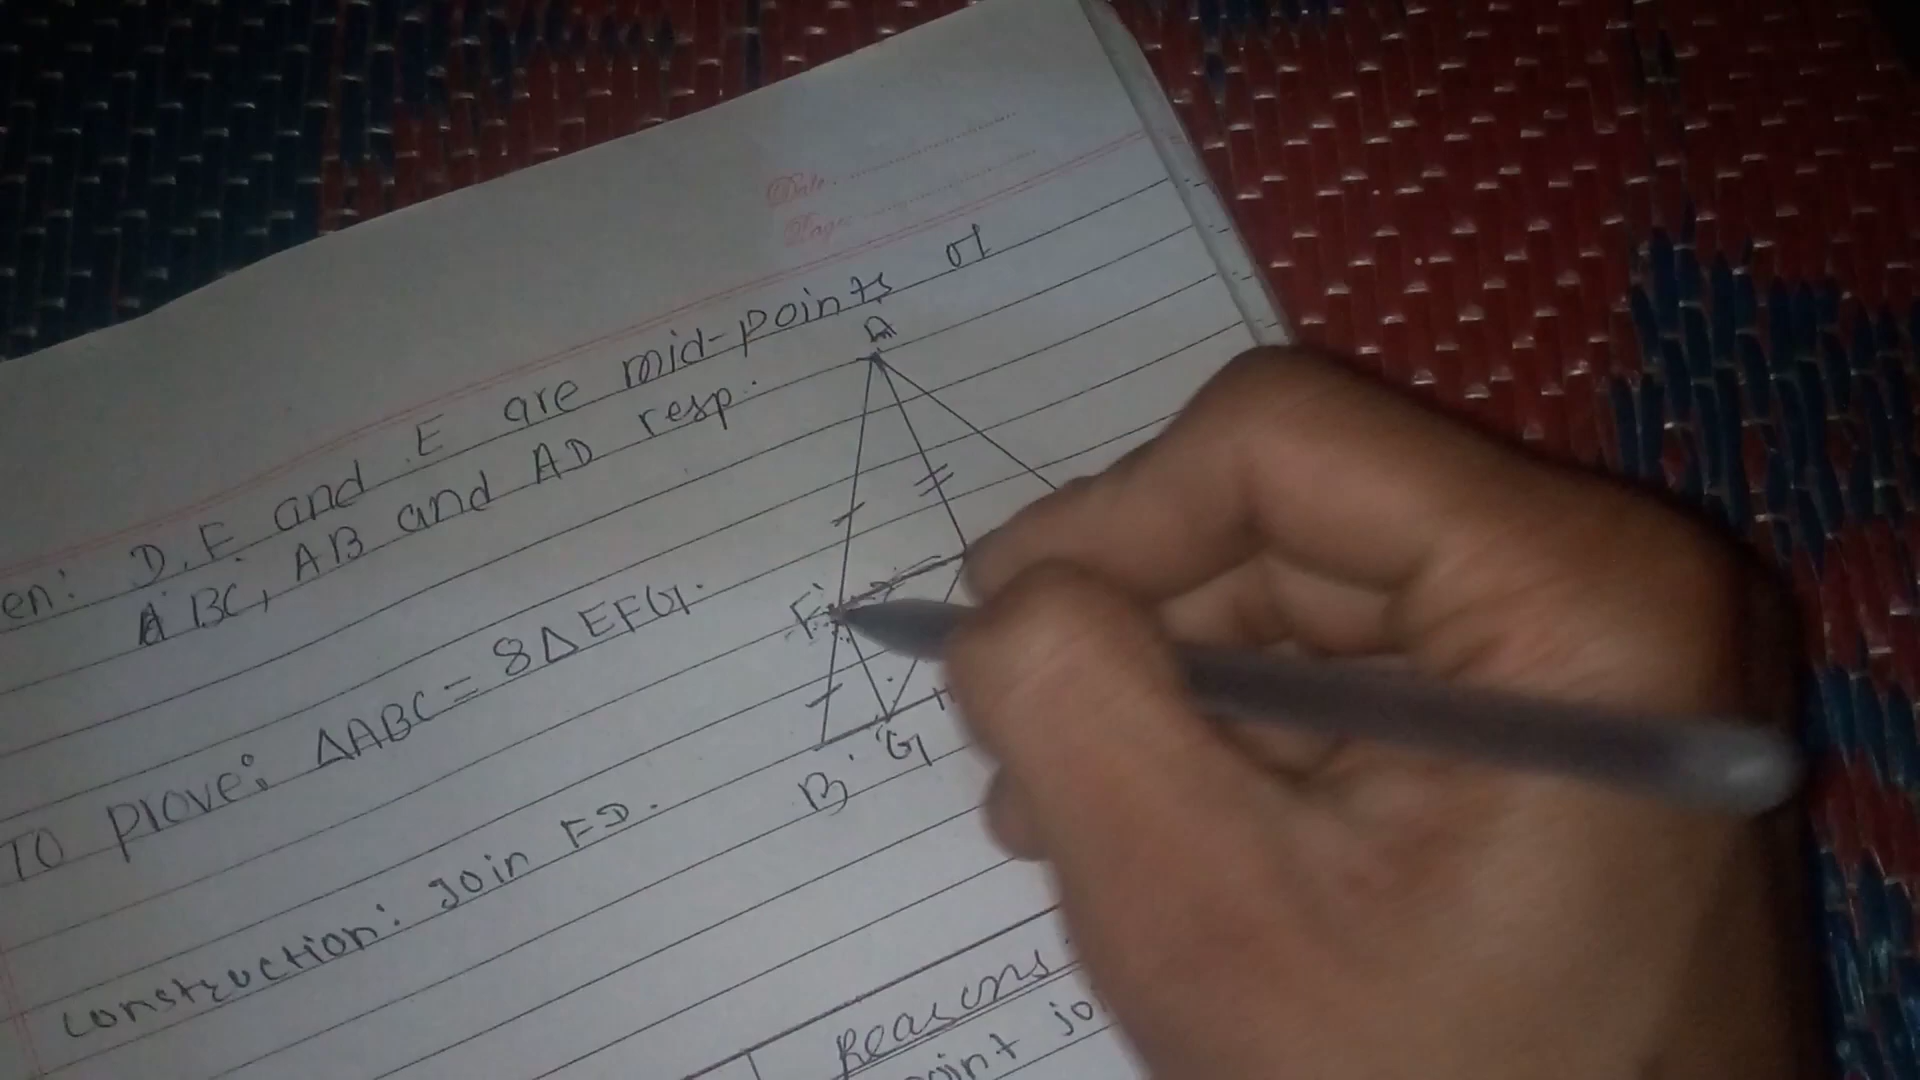 Date
Page
en: D, F and E are mid-points of
BC, AB and AD resp.
To prove: ΔABC = 8ΔEFG.
Construction: Join FD.
A
F
B G H
Reasons
point jo